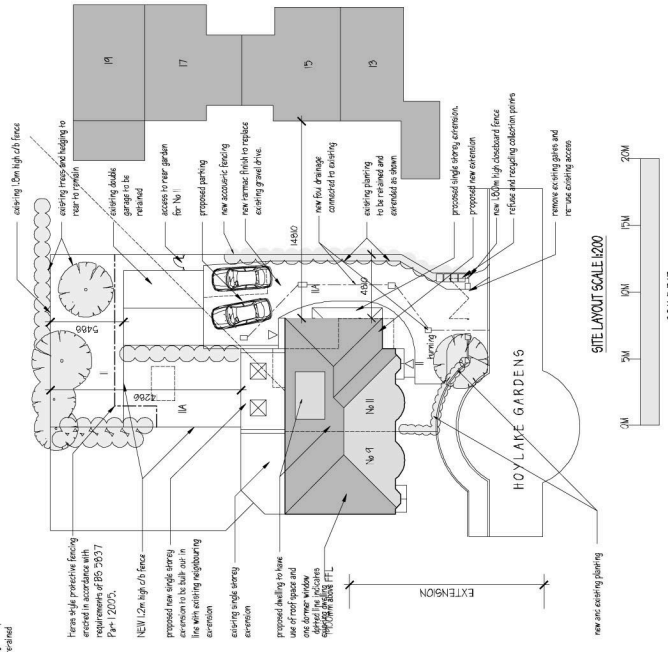 retained
Heras style protective fencing
erected in accordance with
requirements of BS 5837
Part 1 2005.
NEW 1.2m high c/b fence
proposed new single storey
extension to be built out in
line with existing neighbouring
extension
existing single storey
extension
proposed dwelling to have
use of roof space and
one dormer window
dotted line indicates
above FFL
EXTENSION
new and existing planting
existing 1.8m high c/b fence
existing trees and hedging to
rear to remain
existing double
garage to be
retained
access to rear garden
for No 11
proposed parking
new accoustic fencing
new tarmac finish to replace
existing gravel drive.
new foul drainage
connected to existing
existing planting
to be retained and
extended as shown
proposed single storey extension.
proposed new extension
new 1.80m high closeboard fence
refuse and recycling collection points
remove existing gates and
re-use existing access
19
17
15
13
5466
4266
14810
4810
11
11A
11A
11
turning
No 9
No 11
HOYLAKE GARDENS
SITE LAYOUT SCALE 1:200
0M
5M
10M
15M
20M